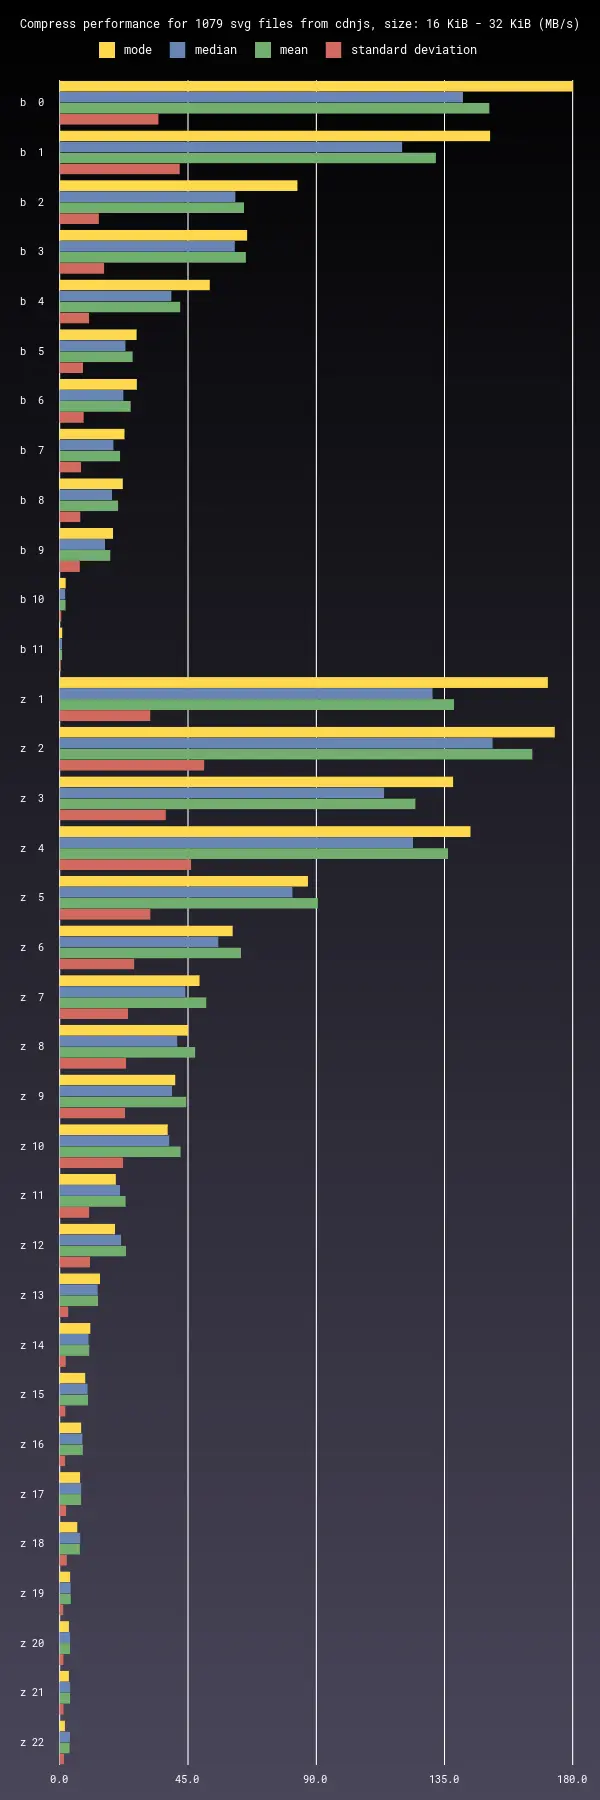 Compress performance for 1079 svg files from cdnjs, size: 16 KiB - 32 KiB (MB/s)
mode median mean standard deviation
b 0
b 1
b 2
b 3
b 4
b 5
b 6
b 7
b 8
b 9
b 10
b 11
z 1
z 2
z 3
z 4
z 5
z 6
z 7
z 8
z 9
z 10
z 11
z 12
z 13
z 14
z 15
z 16
z 17
z 18
z 19
z 20
z 21
z 22
0.0 45.0 90.0 135.0 180.0